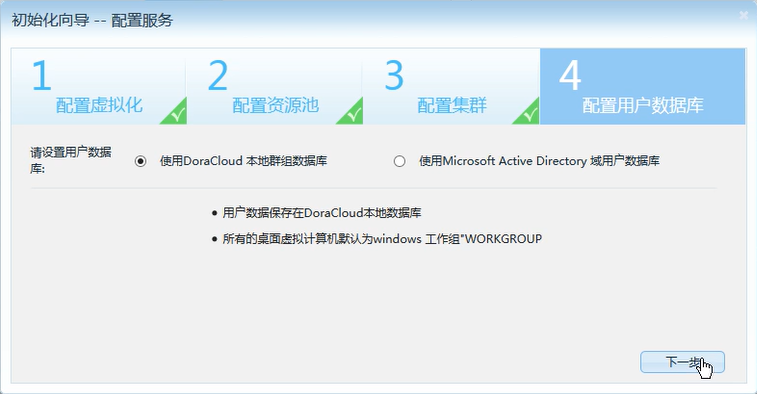 初始化向导 -- 配置服务
1 配置虚拟化
2 配置资源池
3 配置集群
4 配置用户数据库
请设置用户数据
库:
使用DoraCloud 本地群组数据库
使用Microsoft Active Directory 域用户数据库
• 用户数据保存在DoraCloud本地数据库
• 所有的桌面虚拟计算机默认为windows 工作组"WORKGROUP
下一步